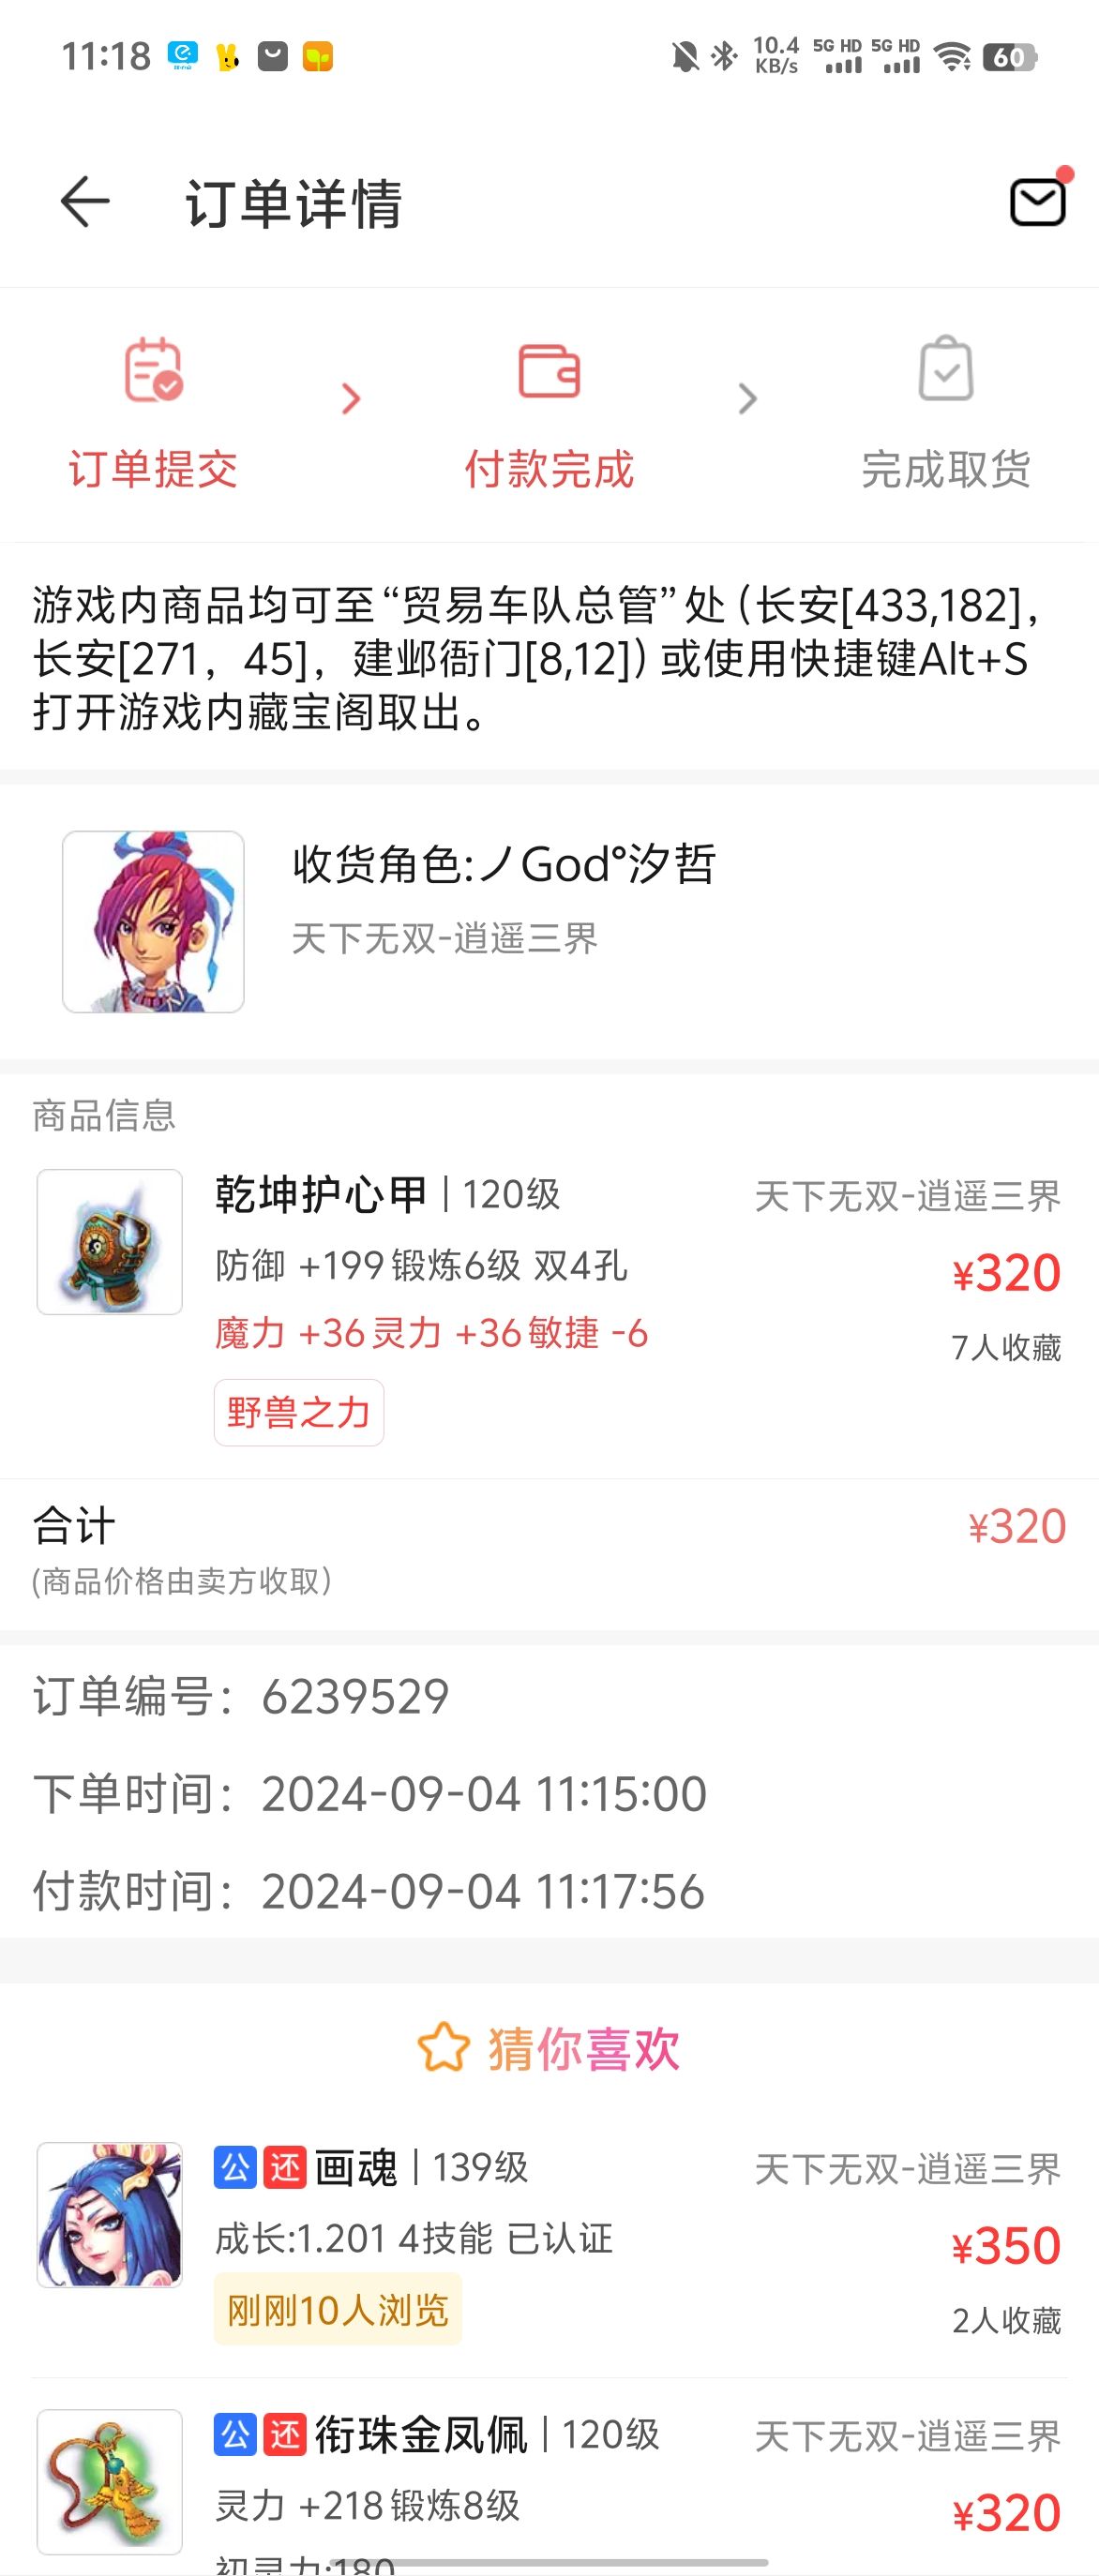 11:18
10.4 KB/s 5G HD 5G HD 60
订单详情
订单提交
付款完成
完成取货
游戏内商品均可至“贸易车队总管”处(长安[433,182],
长安[271，45]，建邺衙门[8,12])或使用快捷键Alt+S
打开游戏内藏宝阁取出。
收货角色:ノGod°汐哲
天下无双-逍遥三界
商品信息
乾坤护心甲 | 120级 天下无双-逍遥三界
防御 +199 锻炼6级 双4孔 ¥320
魔力 +36 灵力 +36 敏捷 -6 7人收藏
野兽之力
合计 ¥320
(商品价格由卖方收取)
订单编号：6239529
下单时间：2024-09-04 11:15:00
付款时间：2024-09-04 11:17:56
猜你喜欢
公 还 画魂 | 139级 天下无双-逍遥三界
成长:1.201 4技能 已认证 ¥350
刚刚10人浏览 2人收藏
公 还 衔珠金凤佩 | 120级 天下无双-逍遥三界
灵力 +218 锻炼8级 ¥320
初灵力:180